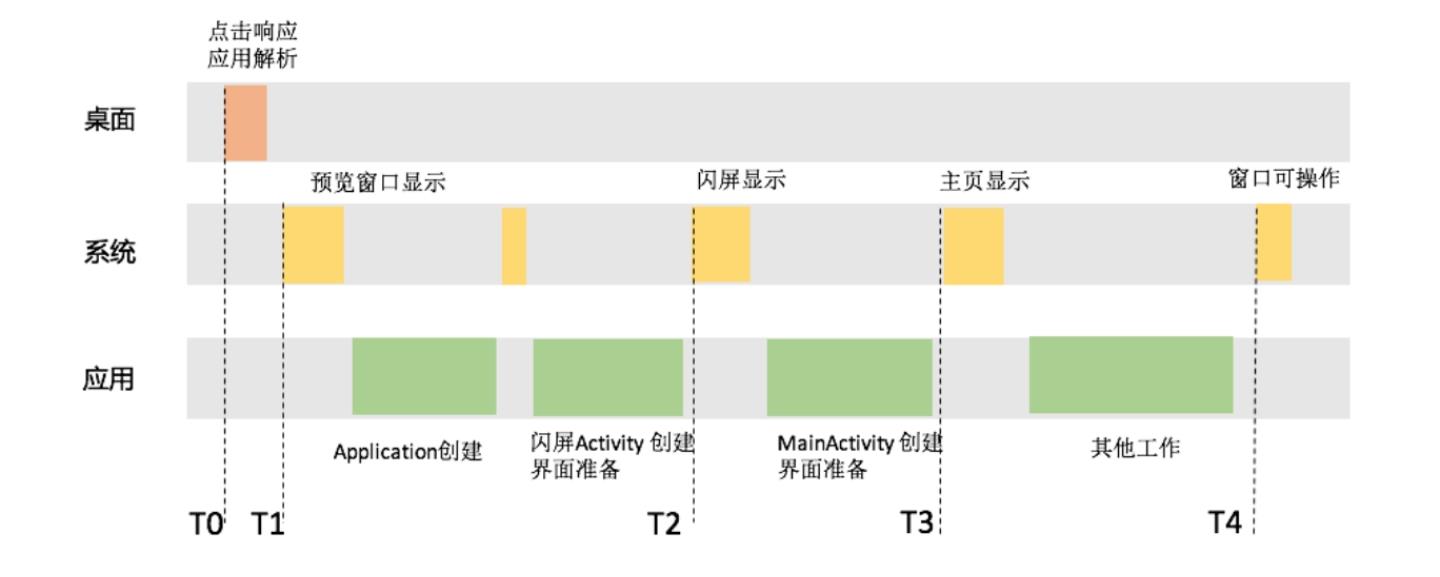 点击响应
应用解析
桌面
预览窗口显示
闪屏显示
主页显示
窗口可操作
系统
应用
Application创建
闪屏Activity 创建
界面准备
MainActivity 创建
界面准备
其他工作
T0
T1
T2
T3
T4